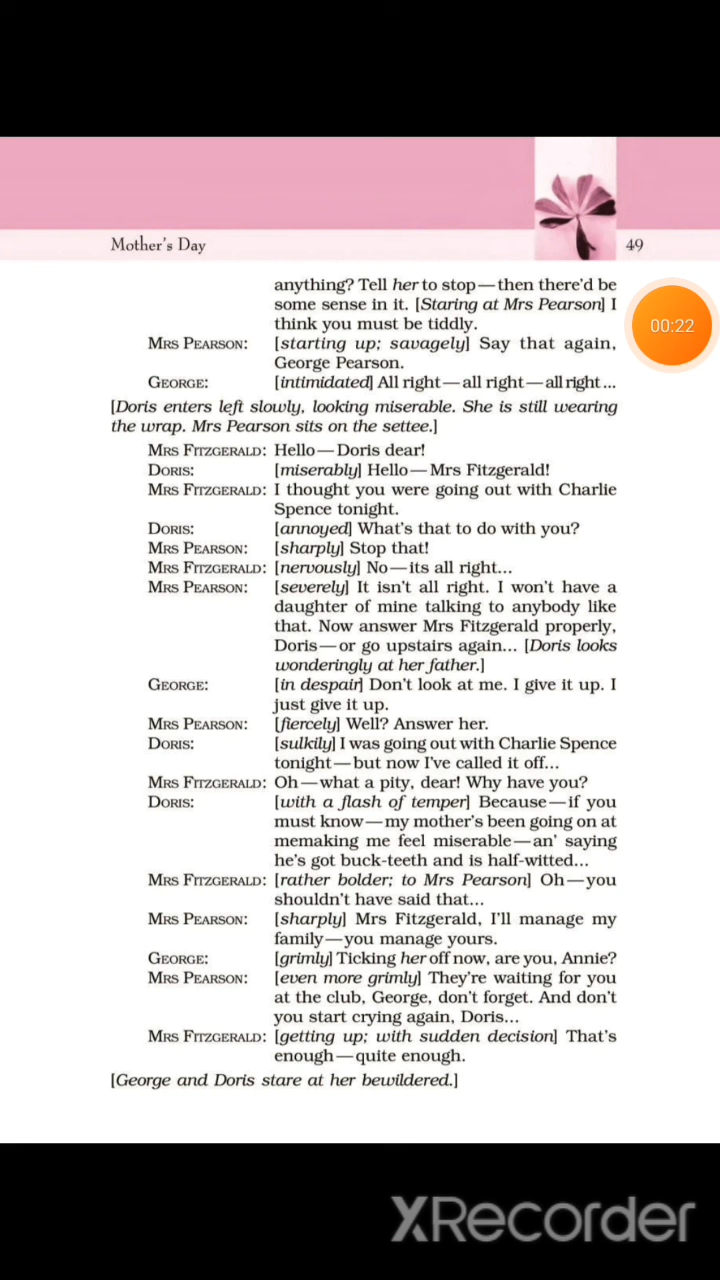 Mother's Day 49
anything? Tell her to stop—then there'd be
00:22
some sense in it. [Staring at Mrs Pearson] I
think you must be tiddly.
MRS PEARSON: [starting up; savagely] Say that again,
George Pearson.
GEORGE: [intimidated] All right—all right—all right...
[Doris enters left slowly, looking miserable. She is still wearing
the wrap. Mrs Pearson sits on the settee.]
MRS FITZGERALD: Hello—Doris dear!
DORIS: [miserably] Hello—Mrs Fitzgerald!
MRS FITZGERALD: I thought you were going out with Charlie
Spence tonight.
DORIS: [annoyed] What's that to do with you?
MRS PEARSON: [sharply] Stop that!
MRS FITZGERALD: [nervously] No—its all right...
MRS PEARSON: [severely] It isn't all right. I won't have a
daughter of mine talking to anybody like
that. Now answer Mrs Fitzgerald properly,
Doris—or go upstairs again... [Doris looks
wonderingly at her father.]
GEORGE: [in despair] Don't look at me. I give it up. I
just give it up.
MRS PEARSON: [fiercely] Well? Answer her.
DORIS: [sulkily] I was going out with Charlie Spence
tonight—but now I've called it off...
MRS FITZGERALD: Oh—what a pity, dear! Why have you?
DORIS: [with a flash of temper] Because—if you
must know—my mother's been going on at
memaking me feel miserable—an' saying
he's got buck-teeth and is half-witted...
MRS FITZGERALD: [rather bolder; to Mrs Pearson] Oh—you
shouldn't have said that...
MRS PEARSON: [sharply] Mrs Fitzgerald, I'll manage my
family—you manage yours.
GEORGE: [grimly] Ticking her off now, are you, Annie?
MRS PEARSON: [even more grimly] They're waiting for you
at the club, George, don't forget. And don't
you start crying again, Doris...
MRS FITZGERALD: [getting up; with sudden decision] That's
enough—quite enough.
[George and Doris stare at her bewildered.]
XRecorder